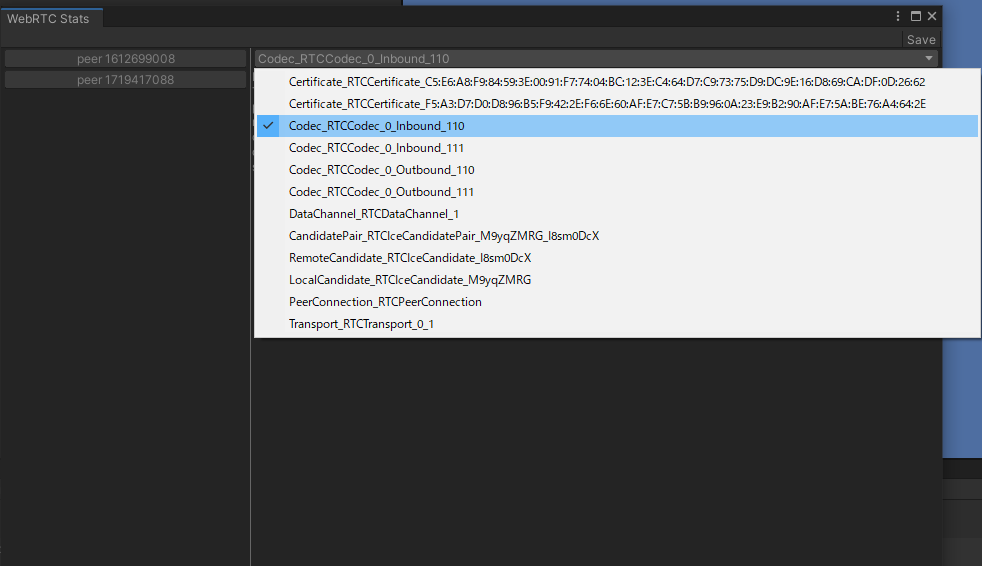 WebRTC Stats
Save
peer 1612699008
peer 1719417088
Codec_RTCCodec_0_Inbound_110
Certificate_RTCCertificate_C5:E6:A8:F9:84:59:3E:00:91:F7:74:04:BC:12:3E:C4:64:D7:C9:73:75:D9:DC:9E:16:D8:69:CA:DF:0D:26:62
Certificate_RTCCertificate_F5:A3:D7:D0:D8:96:B5:F9:42:2E:F6:6E:60:AF:E7:C7:5B:B9:96:0A:23:E9:B2:90:AF:E7:5A:BE:76:A4:64:2E
Codec_RTCCodec_0_Inbound_110
Codec_RTCCodec_0_Inbound_111
Codec_RTCCodec_0_Outbound_110
Codec_RTCCodec_0_Outbound_111
DataChannel_RTCDataChannel_1
CandidatePair_RTCIceCandidatePair_M9yqZMRG_l8sm0DcX
RemoteCandidate_RTCIceCandidate_l8sm0DcX
LocalCandidate_RTCIceCandidate_M9yqZMRG
PeerConnection_RTCPeerConnection
Transport_RTCTransport_0_1